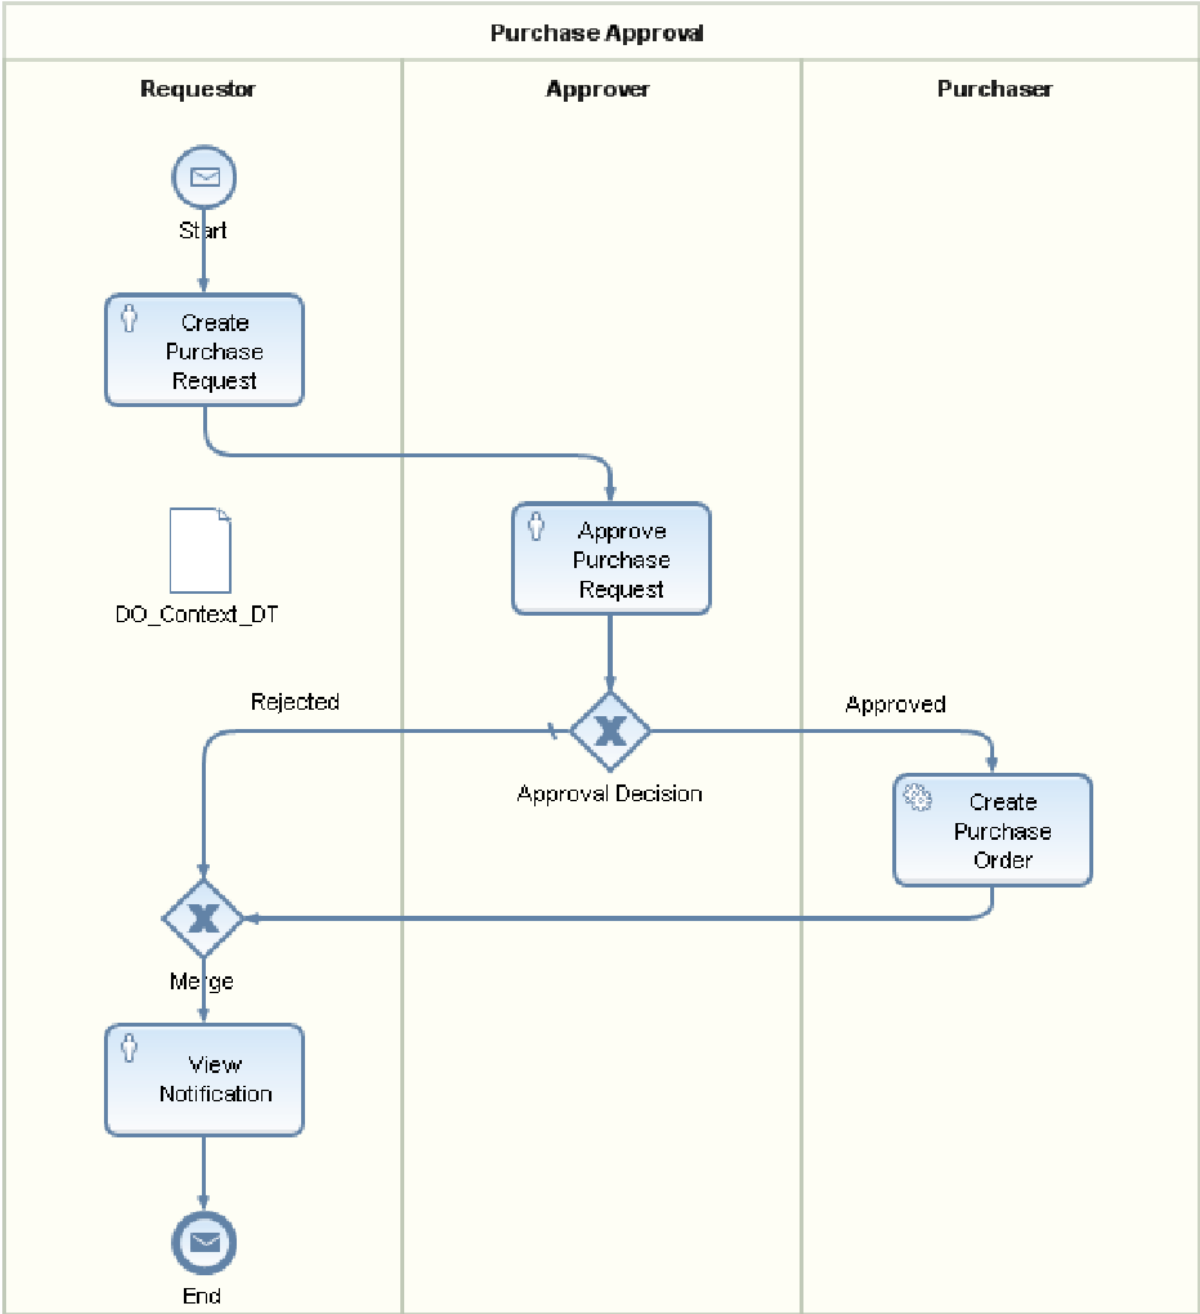 Purchase Approval
Requestor
Approver
Purchaser
Start
Create
Purchase
Request
Approve
Purchase
Request
DO_Context_DT
Rejected
Approved
Approval Decision
Create
Purchase
Order
Merge
View
Notification
End